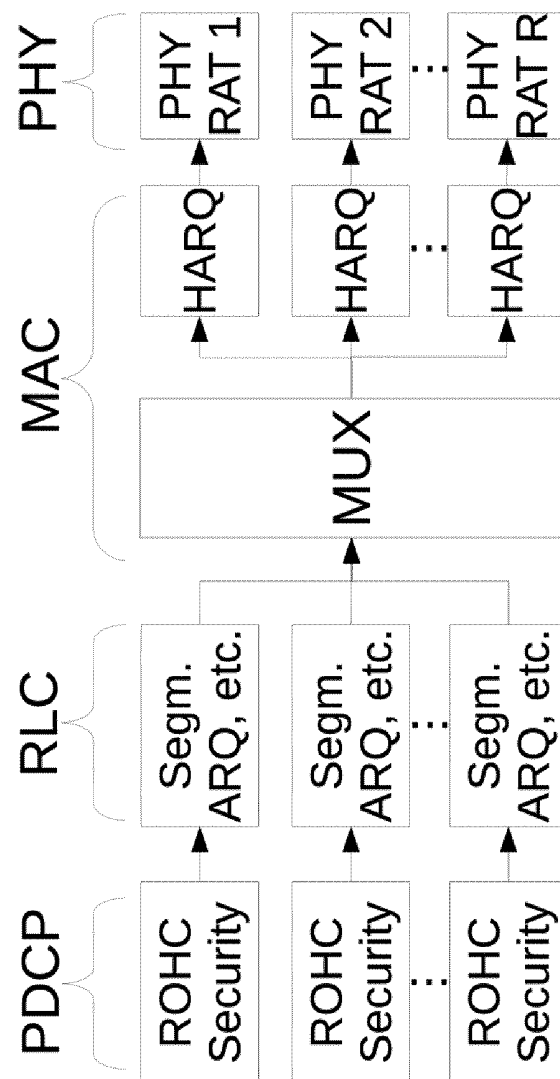 PDCP
RLC
MAC
PHY
ROHC
Security
Segm.
ARQ, etc.
HARQ
PHY
RAT 1
ROHC
Security
Segm.
ARQ, etc.
MUX
HARQ
PHY
RAT 2
...
...
...
...
ROHC
Security
Segm.
ARQ, etc.
HARQ
PHY
RAT R